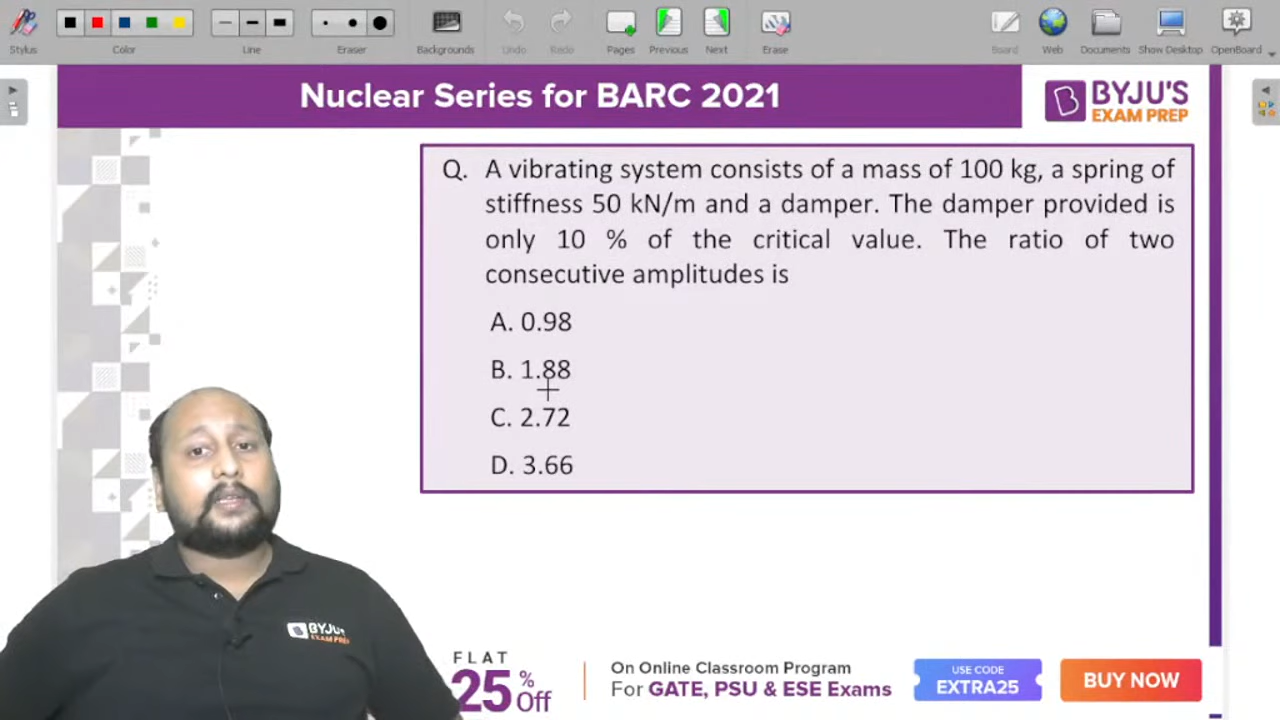 Stylus
Color
Line
Eraser
Backgrounds
Undo
Redo
Pages
Previous
Next
Erase
Board
Web
Documents
Show Desktop
OpenBoard
Nuclear Series for BARC 2021
BYJU'S
EXAM PREP
Q. A vibrating system consists of a mass of 100 kg, a spring of
stiffness 50 kN/m and a damper. The damper provided is
only 10 % of the critical value. The ratio of two
consecutive amplitudes is
A. 0.98
B. 1.88
C. 2.72
D. 3.66
BYJU'S
EXAM PREP
FLAT
25 % Off
On Online Classroom Program
For GATE, PSU & ESE Exams
USE CODE
EXTRA25
BUY NOW